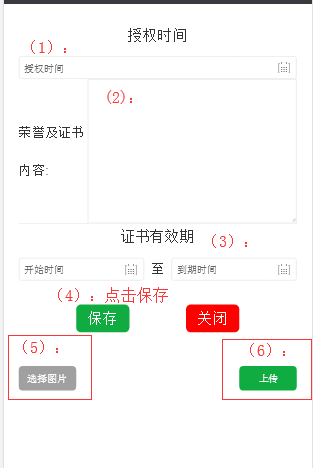 授权时间
（1）：
授权时间
（2）：
荣誉及证书
内容:
证书有效期
（3）：
开始时间 至 到期时间
（4）：点击保存
保存 关闭
（5）： （6）：
选择图片 上传